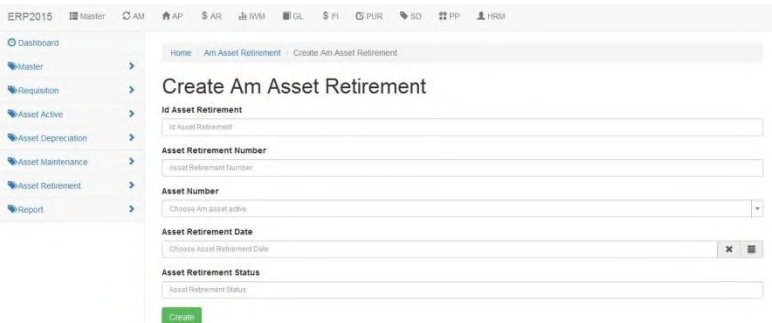 ERP2015 Master AM AP $ AR IWM GL $ FI PUR SD PP HRM
Dashboard
Master
Requisition
Asset Active
Asset Depreciation
Asset Maintenance
Asset Retirement
Report
Home / Am Asset Retirement / Create Am Asset Retirement
Create Am Asset Retirement
Id Asset Retirement
Id Asset Retirement
Asset Retirement Number
Asset Retirement Number
Asset Number
Choose Am asset active
Asset Retirement Date
Choose Asset Retirement Date
Asset Retirement Status
Asset Retirement Status
Create